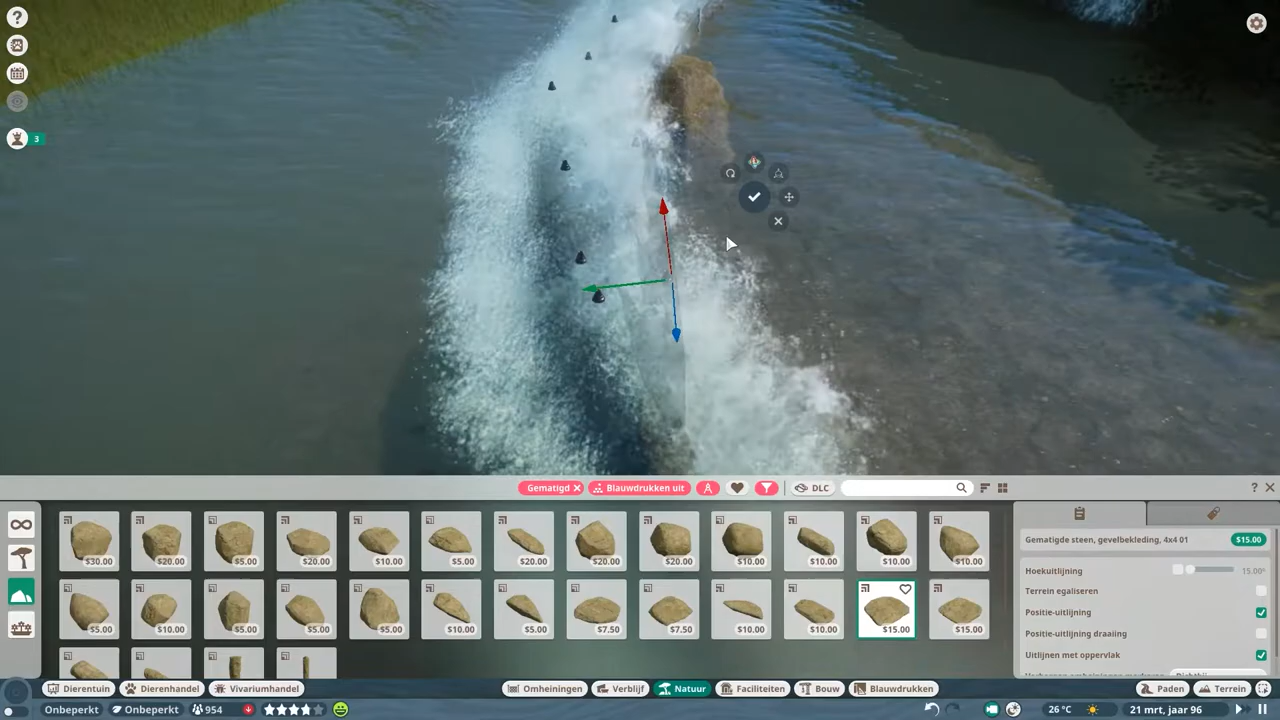 ?
3
Gematigd ✕ Blauwdrukken uit DLC
? ✕
$30.00 $20.00 $5.00 $20.00 $10.00 $5.00 $20.00 $20.00 $20.00 $10.00 $10.00 $10.00 $10.00
$5.00 $10.00 $5.00 $5.00 $5.00 $10.00 $5.00 $7.50 $7.50 $10.00 $10.00 $15.00 $15.00
Gematigde steen, gevelbekleding, 4x4 01 $15.00
Hoekuitlijning 15.00°
Terrein egaliseren
Positie-uitlijning
Positie-uitlijning draaiing
Uitlijnen met oppervlak
Dierentuin Dierenhandel Vivariumhandel Omheiningen Verblijf Natuur Faciliteiten Bouw Blauwdrukken Paden Terrein
Onbeperkt Onbeperkt 954 26 °C 21 mrt, jaar 96